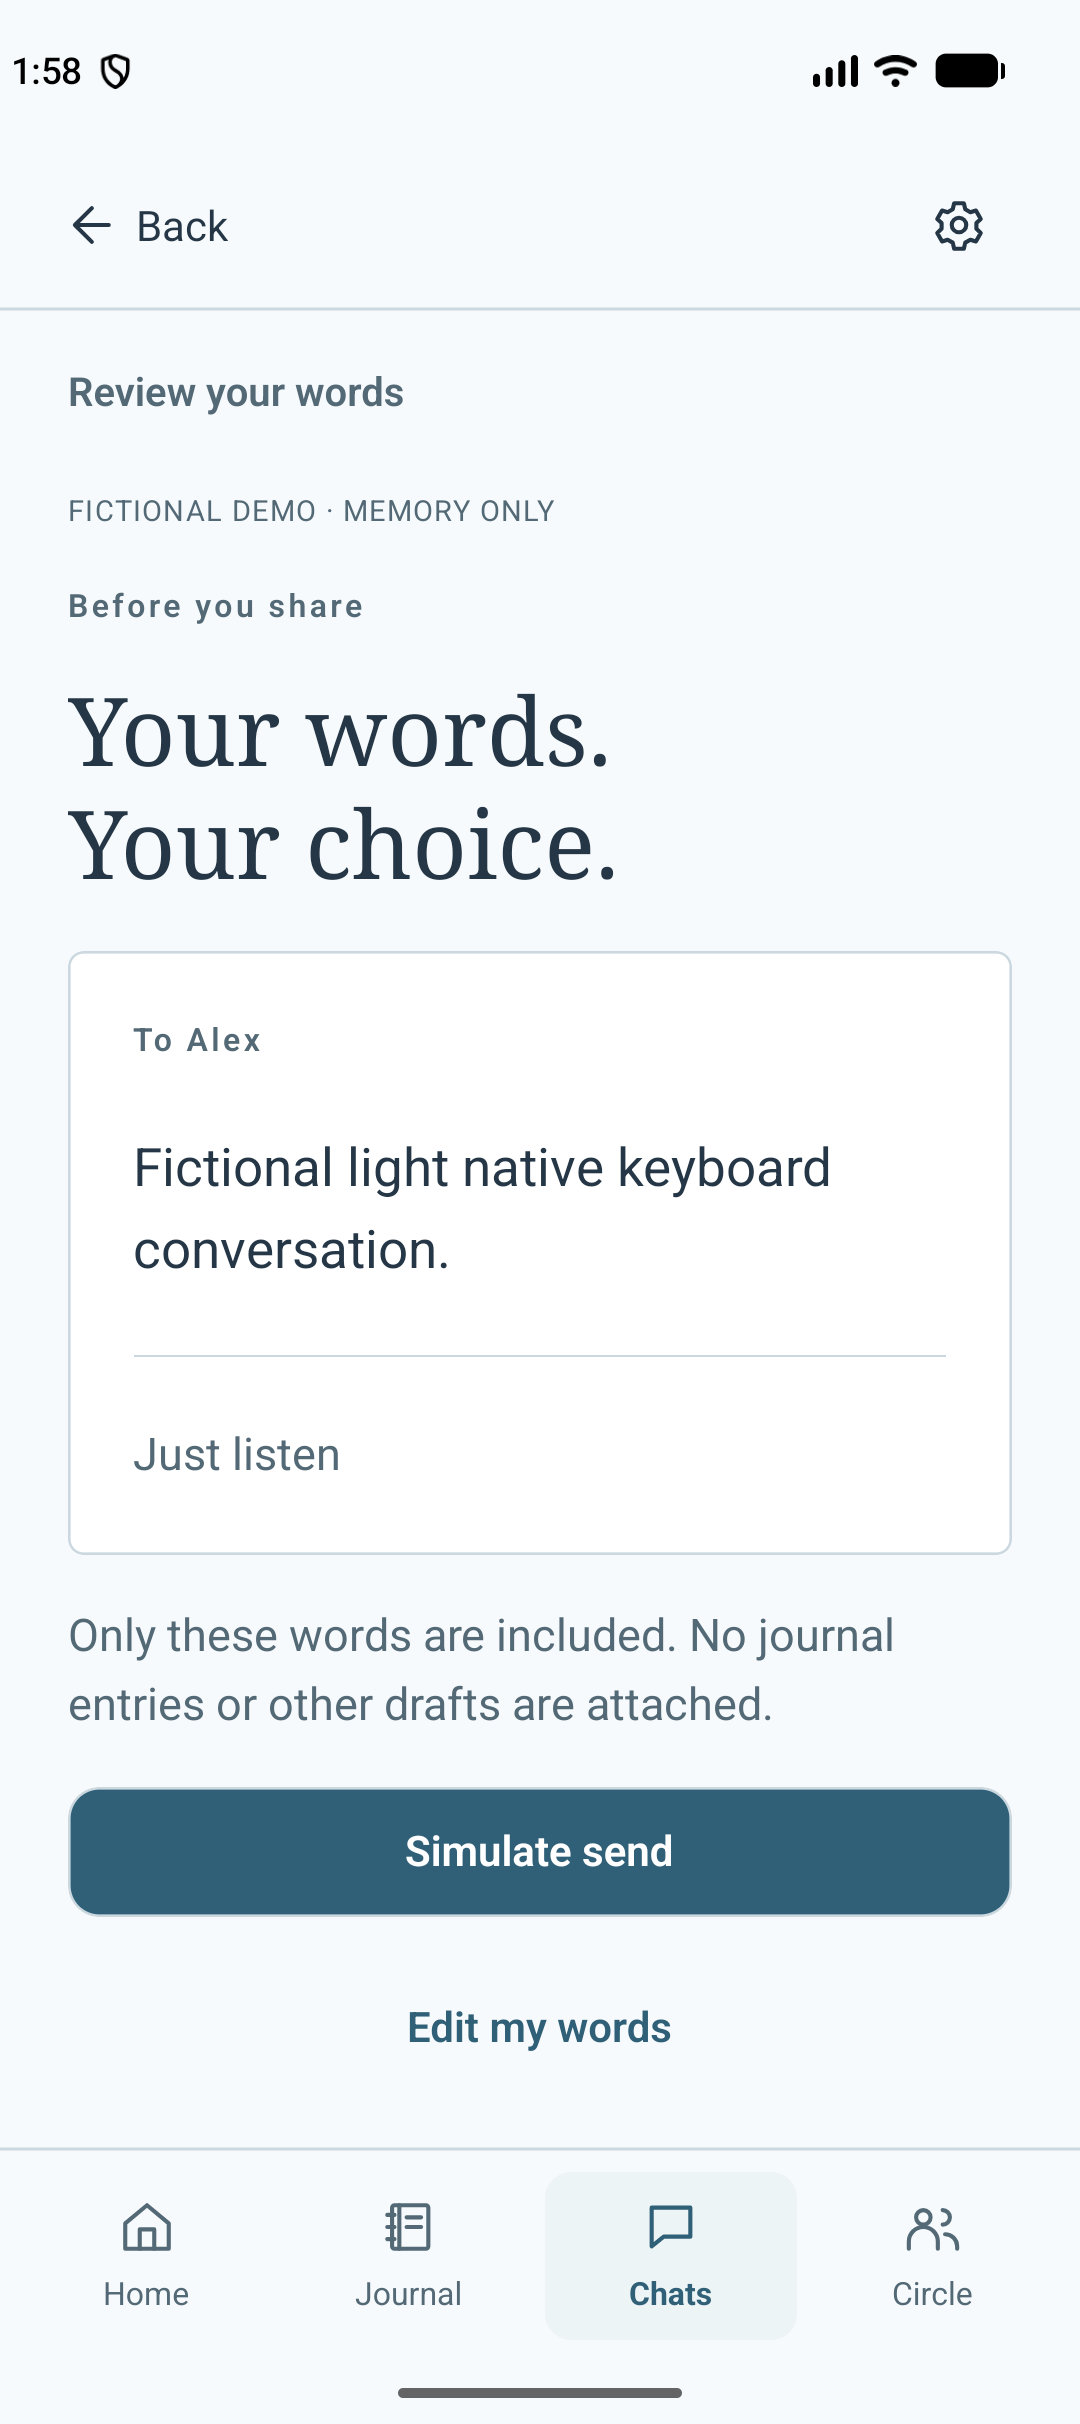 1:58
Back
Review your words
FICTIONAL DEMO · MEMORY ONLY
Before you share
Your words.
Your choice.
To Alex
Fictional light native keyboard
conversation.
Just listen
Only these words are included. No journal
entries or other drafts are attached.
Simulate send
Edit my words
Home
Journal
Chats
Circle